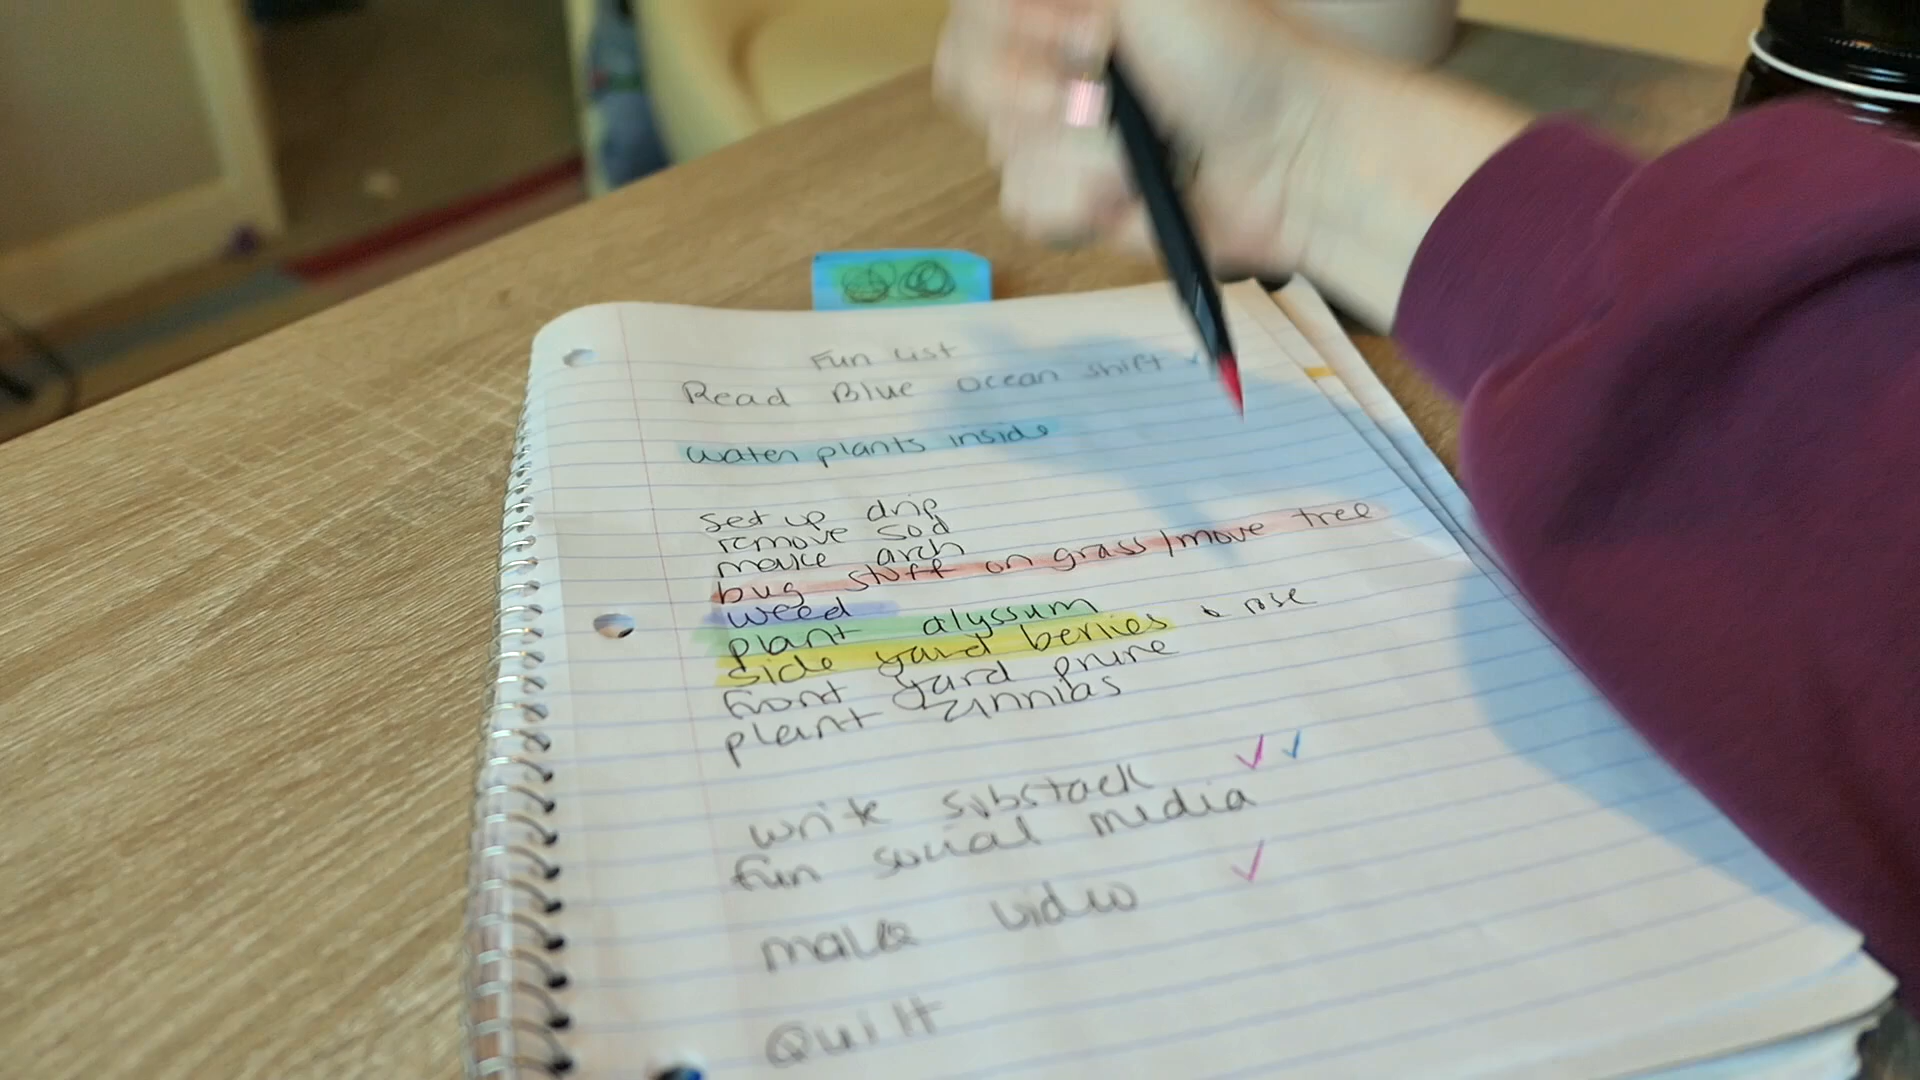 Fun List
Read Blue Ocean Shift ✓
water plants inside
set up drip
remove sod
make arch
bug stuff on grass/move tree
weed
plant alyssum
side yard berries & rose
front yard prune
plant zinnias
write substack ✓✓
fun social media
make video ✓
Quilt